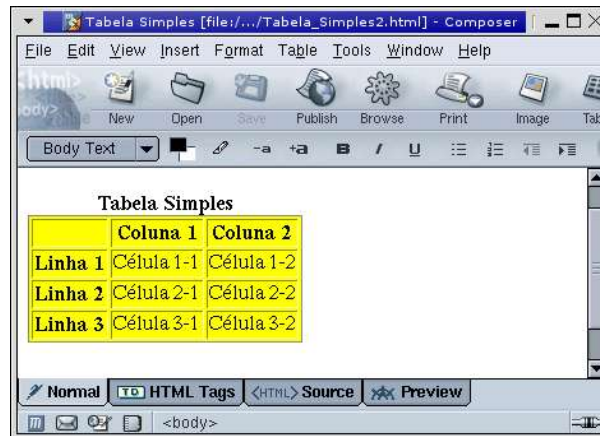 Tabela Simples [file:/.../Tabela_Simples2.html] - Composer
File Edit View Insert Format Table Tools Window Help
New Open Save Publish Browse Print Image Tab
Body Text -a +a B I U
Tabela Simples
Coluna 1 Coluna 2
Linha 1 Célula 1-1 Célula 1-2
Linha 2 Célula 2-1 Célula 2-2
Linha 3 Célula 3-1 Célula 3-2
Normal TD HTML Tags <HTML> Source Preview
<body>